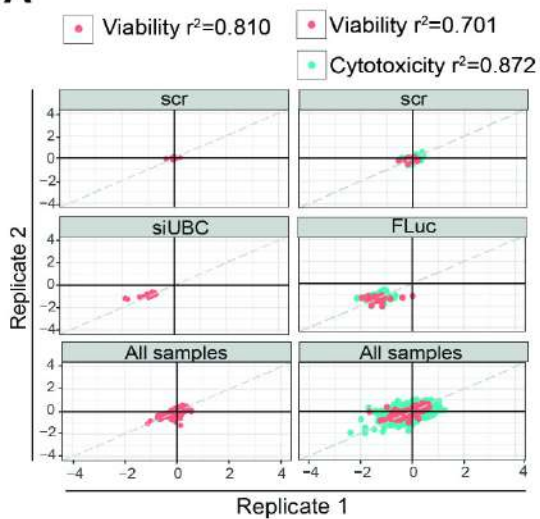 A
Viability r²=0.810
Viability r²=0.701
Cytotoxicity r²=0.872
scr
scr
4
2
0
−2
−4
siUBC
FLuc
4
2
0
−2
−4
All samples
All samples
4
2
0
−2
−4
−4 −2 0 2 4
−4 −2 0 2 4
Replicate 2
Replicate 1